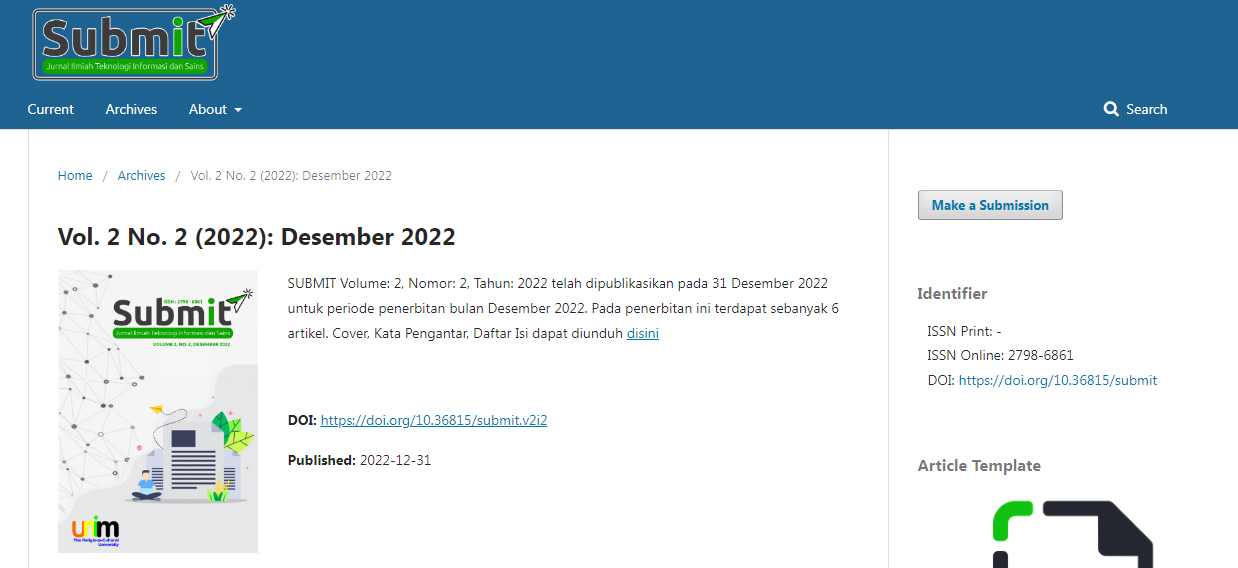 Submit
Jurnal Ilmiah Teknologi Informasi dan Sains
Current
Archives
About
Search
Home / Archives / Vol. 2 No. 2 (2022): Desember 2022
Vol. 2 No. 2 (2022): Desember 2022
ISSN : 2798 - 6861
Submit
Jurnal Ilmiah Teknologi Informasi dan Sains
VOLUME 2, NO. 2, DESEMBER 2022
unim
The Religious-Cultural
University
SUBMIT Volume: 2, Nomor: 2, Tahun: 2022 telah dipublikasikan pada 31 Desember 2022
untuk periode penerbitan bulan Desember 2022. Pada penerbitan ini terdapat sebanyak 6
artikel. Cover, Kata Pengantar, Daftar Isi dapat diunduh disini
DOI: https://doi.org/10.36815/submit.v2i2
Published: 2022-12-31
Make a Submission
Identifier
ISSN Print: -
ISSN Online: 2798-6861
DOI: https://doi.org/10.36815/submit
Article Template